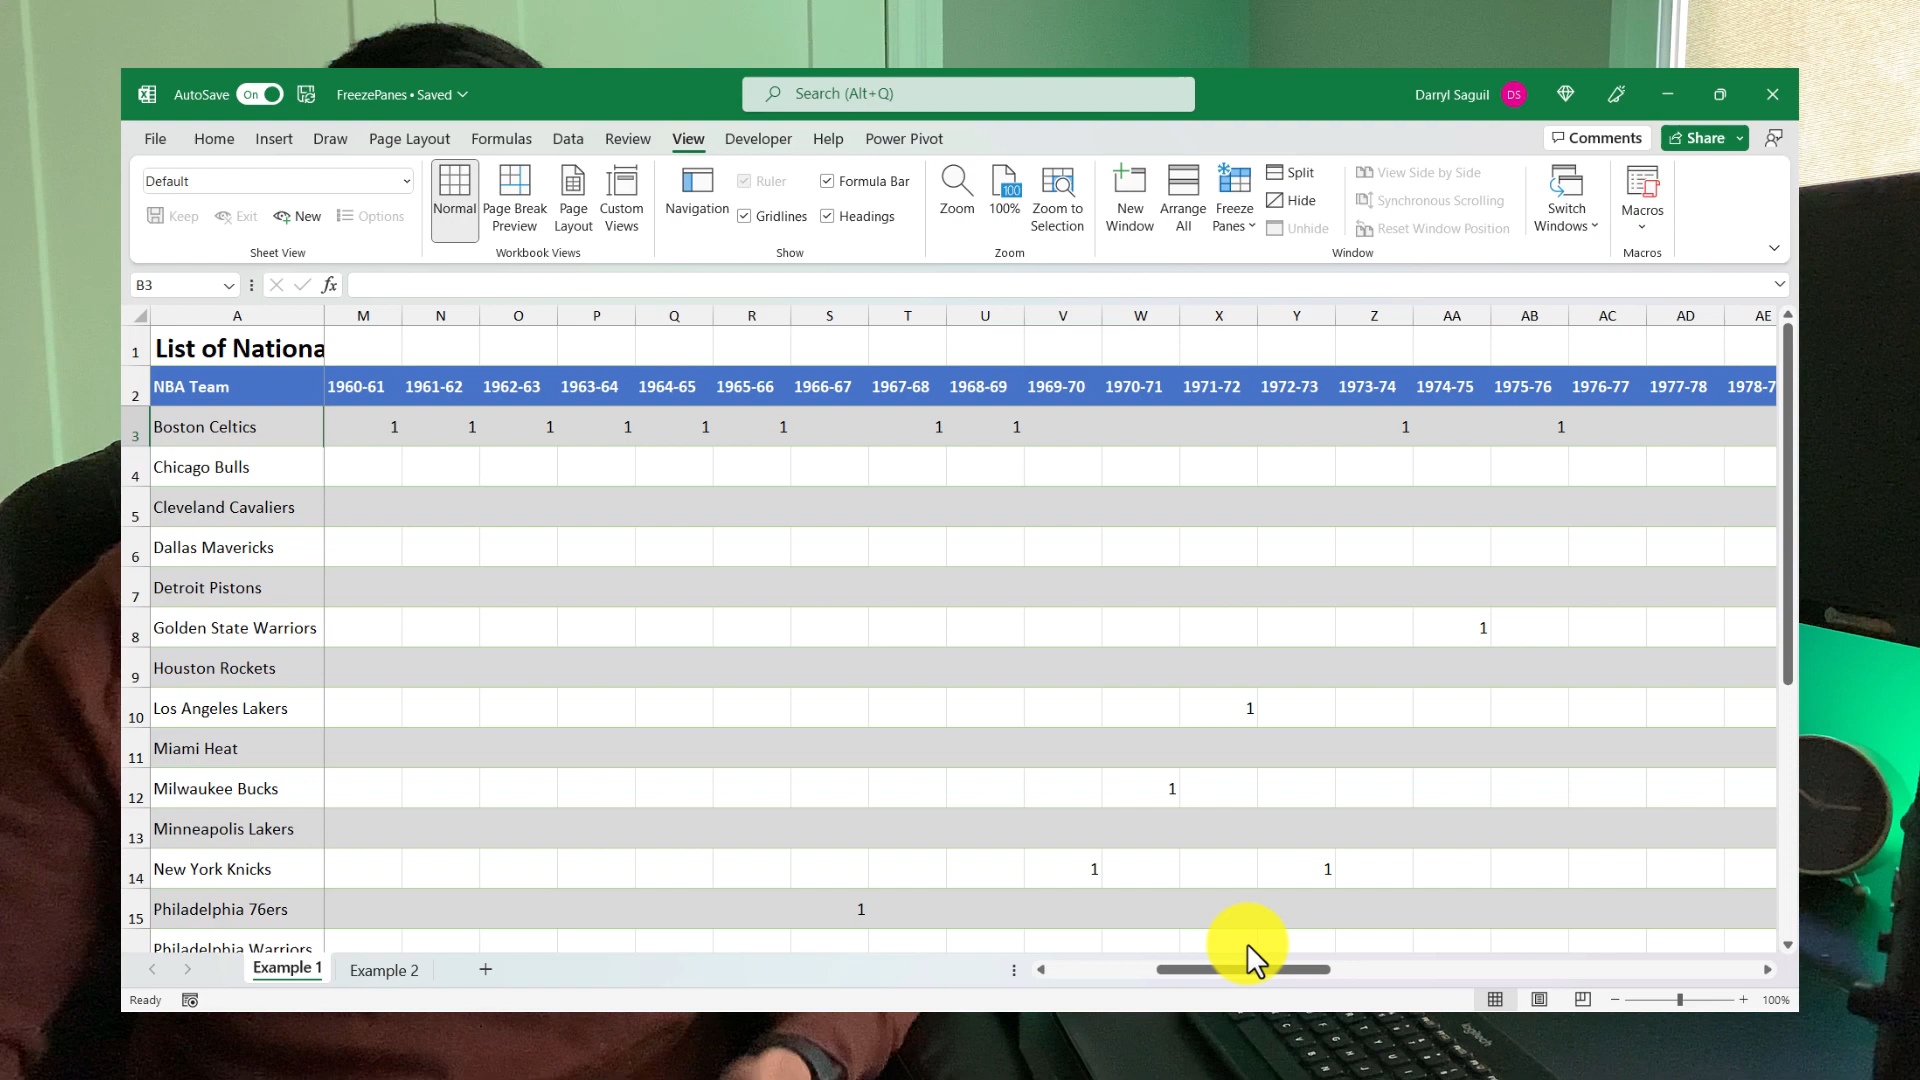 AutoSave On FreezePanes • Saved Search (Alt+Q) Darryl Saguil DS
File Home Insert Draw Page Layout Formulas Data Review View Developer Help Power Pivot Comments Share
Default
Keep Exit New Options
Sheet View
Normal Page Break Preview Page Layout Custom Views
Workbook Views
Navigation Ruler Formula Bar
Gridlines Headings
Show
Zoom 100 100% Zoom to Selection
Zoom
New Window Arrange All Freeze Panes Split
Hide
Unhide
View Side by Side
Synchronous Scrolling
Reset Window Position
Switch Windows
Window
Macros
Macros
B3 fx
A M N O P Q R S T U V W X Y Z AA AB AC AD AE
1 List of Nationa
2 NBA Team 1960-61 1961-62 1962-63 1963-64 1964-65 1965-66 1966-67 1967-68 1968-69 1969-70 1970-71 1971-72 1972-73 1973-74 1974-75 1975-76 1976-77 1977-78 1978-7
3 Boston Celtics 1 1 1 1 1 1 1 1 1 1
4 Chicago Bulls
5 Cleveland Cavaliers
6 Dallas Mavericks
7 Detroit Pistons
8 Golden State Warriors 1
9 Houston Rockets
10 Los Angeles Lakers 1
11 Miami Heat
12 Milwaukee Bucks 1
13 Minneapolis Lakers
14 New York Knicks 1 1
15 Philadelphia 76ers 1
Philadelphia Warriors
Example 1 Example 2
Ready 100%
logitech